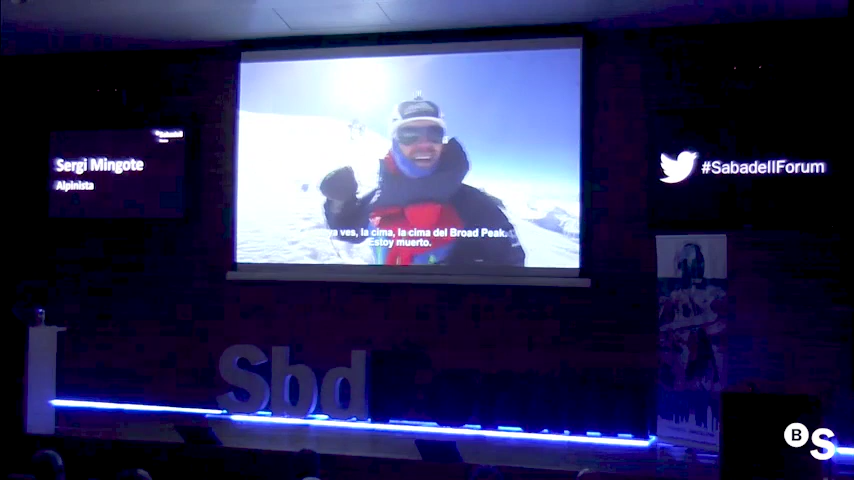 Sergi Mingote
Alpinista
#SabadellForum
ya ves, la cima, la cima del Broad Peak.
Estoy muerto.
Sbd
BS